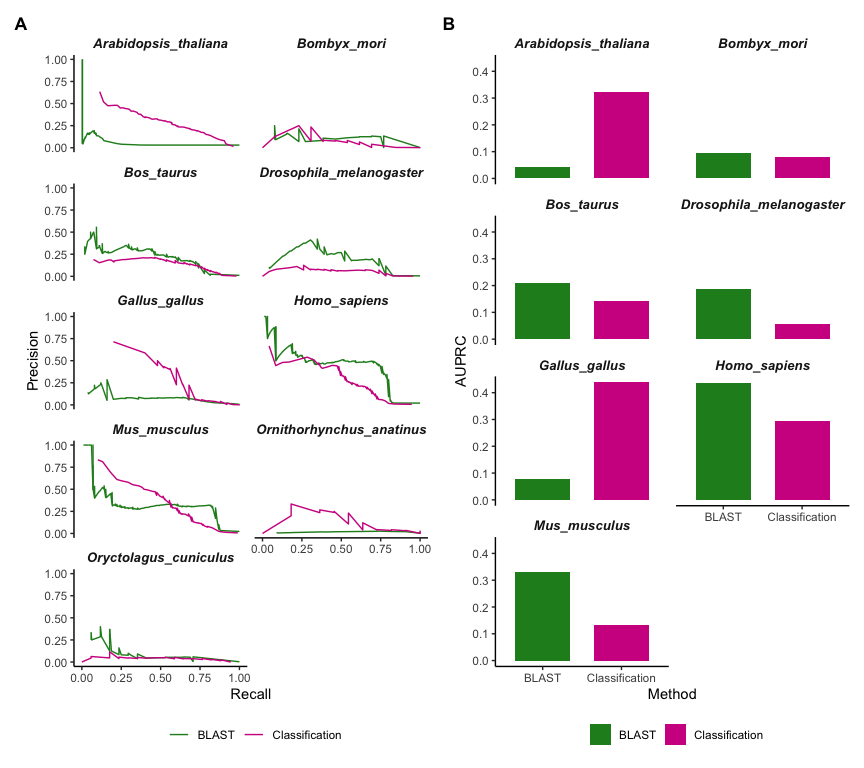 A
Arabidopsis_thaliana
Bombyx_mori
1.00
0.75
0.50
0.25
0.00
Bos_taurus
Drosophila_melanogaster
1.00
0.75
0.50
0.25
0.00
Gallus_gallus
Homo_sapiens
1.00
0.75
0.50
0.25
0.00
Mus_musculus
Ornithorhynchus_anatinus
1.00
0.75
0.50
0.25
0.00
0.00 0.25 0.50 0.75 1.00
Oryctolagus_cuniculus
1.00
0.75
0.50
0.25
0.00
0.00 0.25 0.50 0.75 1.00
Precision
Recall
BLAST Classification
B
Arabidopsis_thaliana
Bombyx_mori
0.4
0.3
0.2
0.1
0.0
Bos_taurus
Drosophila_melanogaster
0.4
0.3
0.2
0.1
0.0
Gallus_gallus
Homo_sapiens
0.4
0.3
0.2
0.1
0.0
BLAST Classification
Mus_musculus
0.4
0.3
0.2
0.1
0.0
BLAST Classification
AUPRC
Method
BLAST Classification